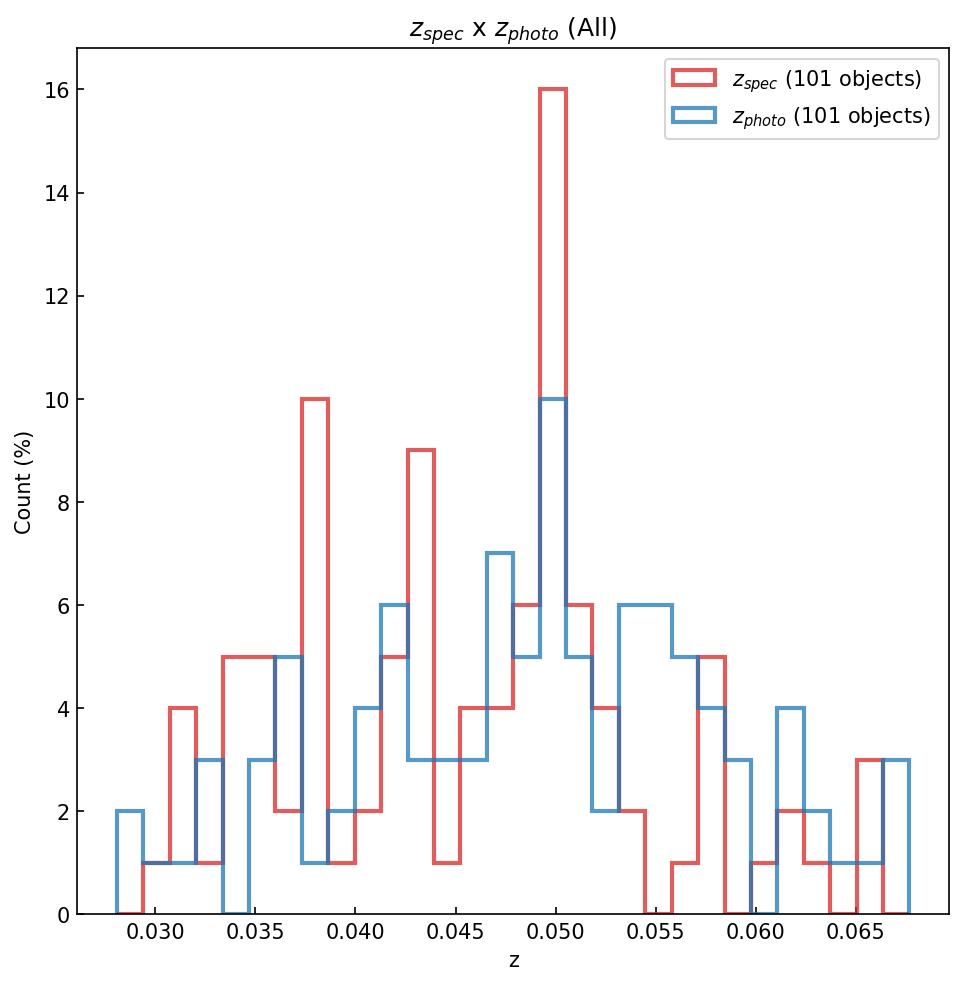 z_spec x z_photo (All)
z_spec (101 objects)
z_photo (101 objects)
Count (%)
16
14
12
10
8
6
4
2
0
0.030 0.035 0.040 0.045 0.050 0.055 0.060 0.065
z